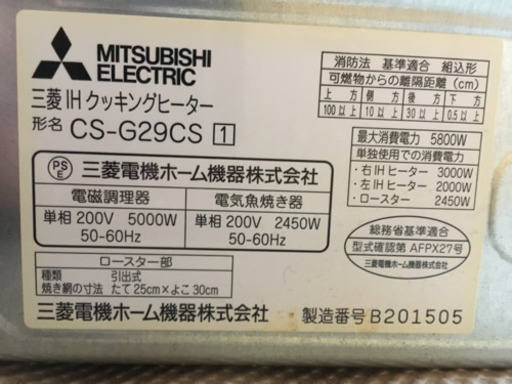 MITSUBISHI
ELECTRIC
三菱IHクッキングヒーター
形名 CS-G29CS 1
消防法 基準適合 組込形
可燃物からの離隔距離(cm)
上方 側方 後方 下方
100以上 10以上 30以上 0.5以上
最大消費電力 5800W
単独使用での消費電力
・右IHヒーター 3000W
・左IHヒーター 2000W
・ロースター 2450W
PS
E
三菱電機ホーム機器株式会社
電磁調理器 電気魚焼き器
単相 200V 5000W 単相 200V 2450W
50-60Hz 50-60Hz
総務省基準適合
型式確認第 AFPX27号
三菱電機ホーム機器株式会社
ロースター部
種類 引出式
焼き網の寸法 たて25cm×よこ30cm
三菱電機ホーム機器株式会社 製造番号 B201505